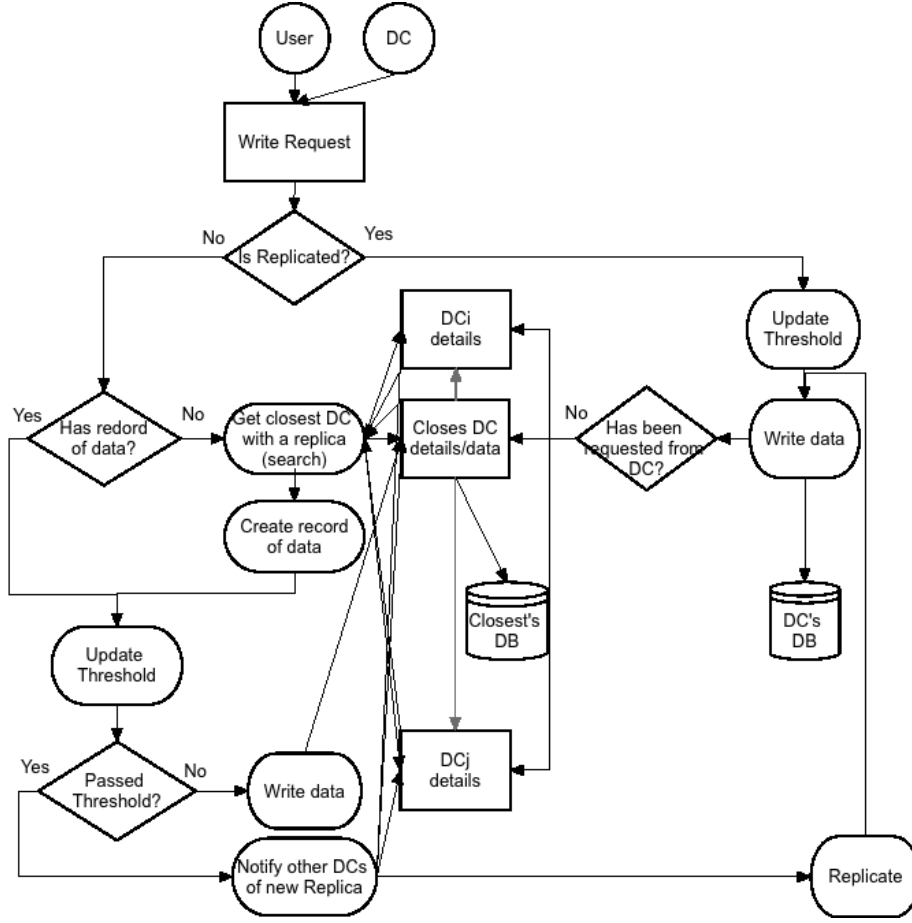 User
DC
Write Request
No
Yes
Is Replicated?
DCi
details
Update
Threshold
Yes
Has redord
of data?
No
Get closest DC
with a replica
(search)
Closes DC
details/data
No
Has been
requested from
DC?
Write data
Create record
of data
Closest's
DB
DC's
DB
Update
Threshold
DCj
details
Yes
Passed
Threshold?
No
Write data
Notify other DCs
of new Replica
Replicate